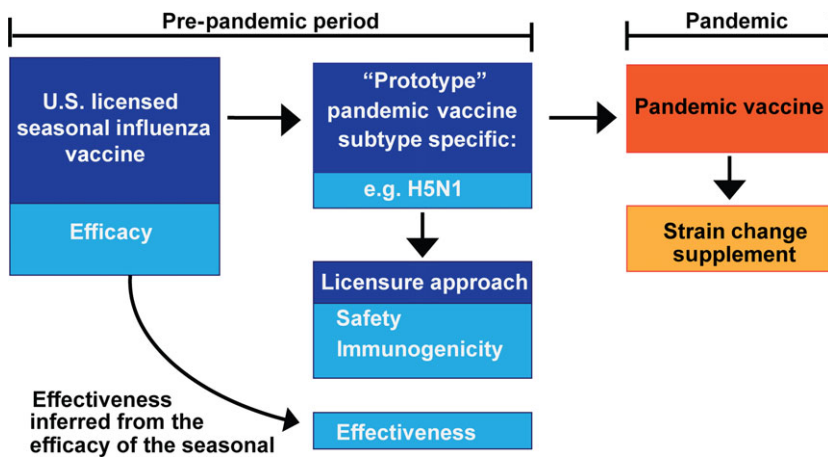 Pre-pandemic period
Pandemic
U.S. licensed
seasonal influenza
vaccine
Efficacy
“Prototype”
pandemic vaccine
subtype specific:
e.g. H5N1
Pandemic vaccine
Strain change
supplement
Licensure approach
Safety
Immunogenicity
Effectiveness
inferred from the
efficacy of the seasonal
Effectiveness